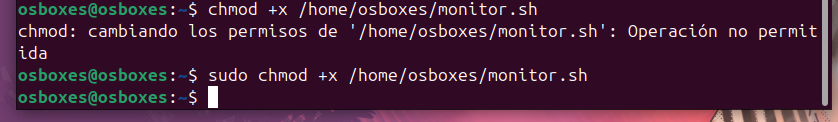 osboxes@osboxes:~$ chmod +x /home/osboxes/monitor.sh
chmod: cambiando los permisos de '/home/osboxes/monitor.sh': Operación no permit
ida
osboxes@osboxes:~$ sudo chmod +x /home/osboxes/monitor.sh
osboxes@osboxes:~$